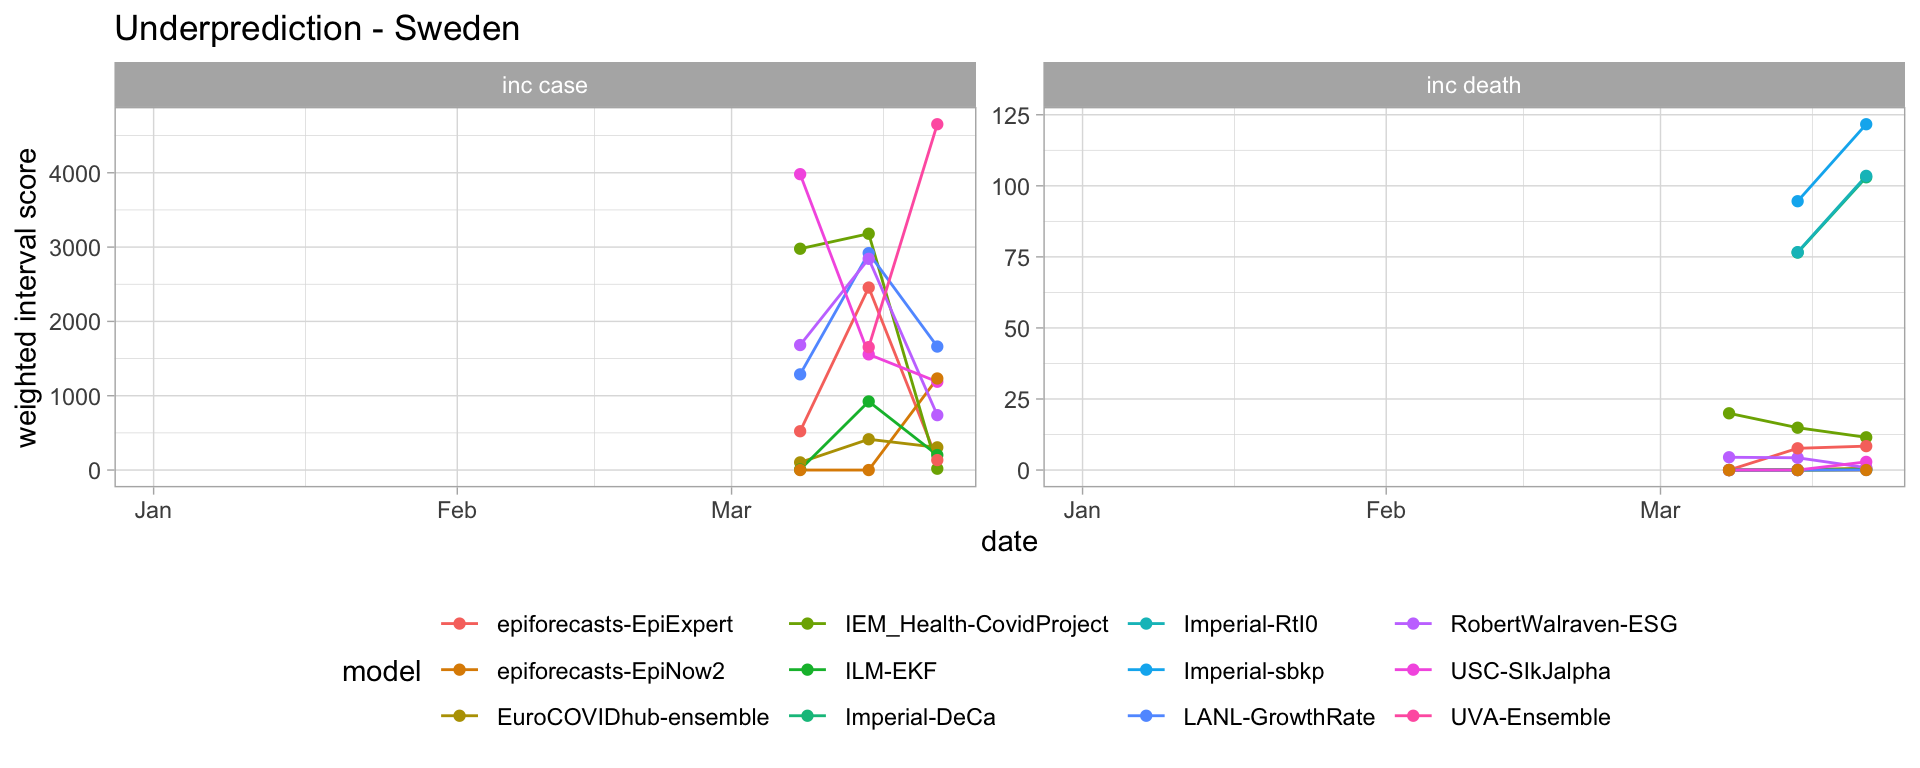 Underprediction - Sweden
inc case
inc death
weighted interval score
4000
3000
2000
1000
0
125
100
75
50
25
0
Jan Feb Mar
Jan Feb Mar
date
model
epiforecasts-EpiExpert
epiforecasts-EpiNow2
EuroCOVIDhub-ensemble
IEM_Health-CovidProject
ILM-EKF
Imperial-DeCa
Imperial-RtI0
Imperial-sbkp
LANL-GrowthRate
RobertWalraven-ESG
USC-SIkJalpha
UVA-Ensemble